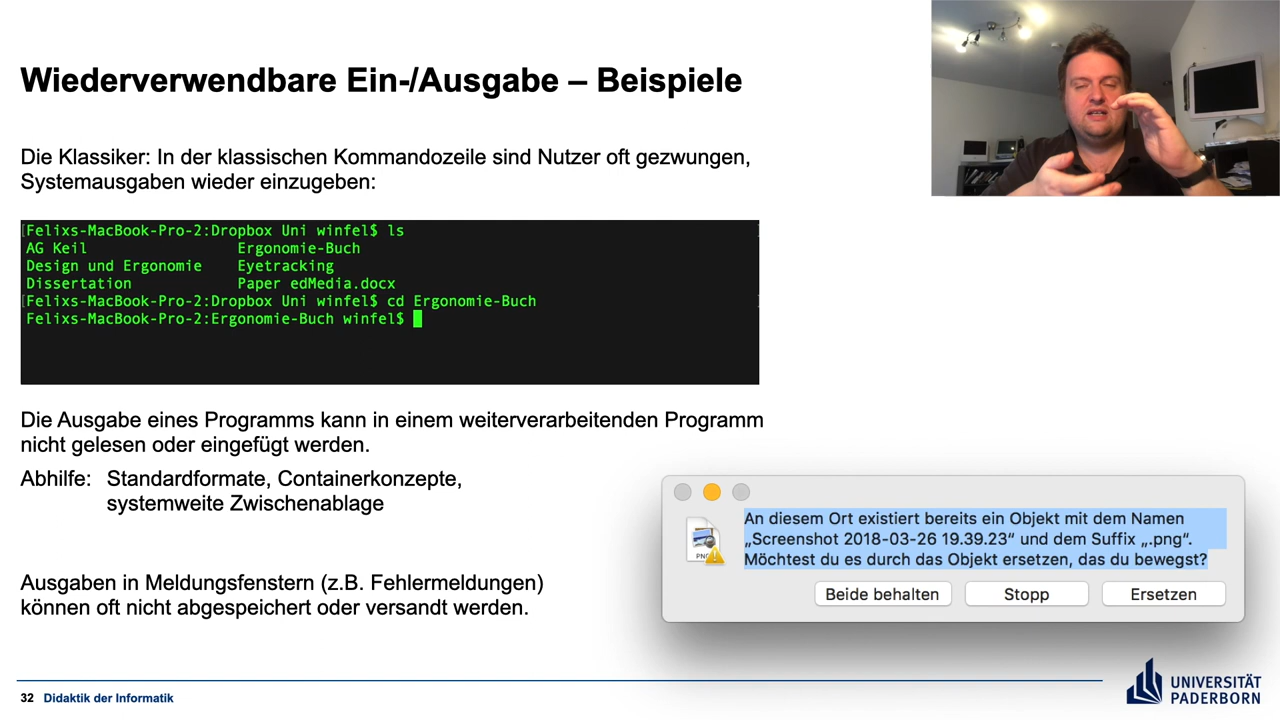 Wiederverwendbare Ein-/Ausgabe – Beispiele
Die Klassiker: In der klassischen Kommandozeile sind Nutzer oft gezwungen,
Systemausgaben wieder einzugeben:
[Felixs-MacBook-Pro-2:Dropbox Uni winfel$ ls
AG Keil Ergonomie-Buch
Design und Ergonomie Eyetracking
Dissertation Paper edMedia.docx
[Felixs-MacBook-Pro-2:Dropbox Uni winfel$ cd Ergonomie-Buch
Felixs-MacBook-Pro-2:Ergonomie-Buch winfel$
Die Ausgabe eines Programms kann in einem weiterverarbeitenden Programm
nicht gelesen oder eingefügt werden.
Abhilfe: Standardformate, Containerkonzepte,
systemweite Zwischenablage
Ausgaben in Meldungsfenstern (z.B. Fehlermeldungen)
können oft nicht abgespeichert oder versandt werden.
An diesem Ort existiert bereits ein Objekt mit dem Namen
„Screenshot 2018-03-26 19.39.23“ und dem Suffix „.png“.
Möchtest du es durch das Objekt ersetzen, das du bewegst?
PNG
Beide behalten Stopp Ersetzen
32 Didaktik der Informatik
UNIVERSITÄT
PADERBORN